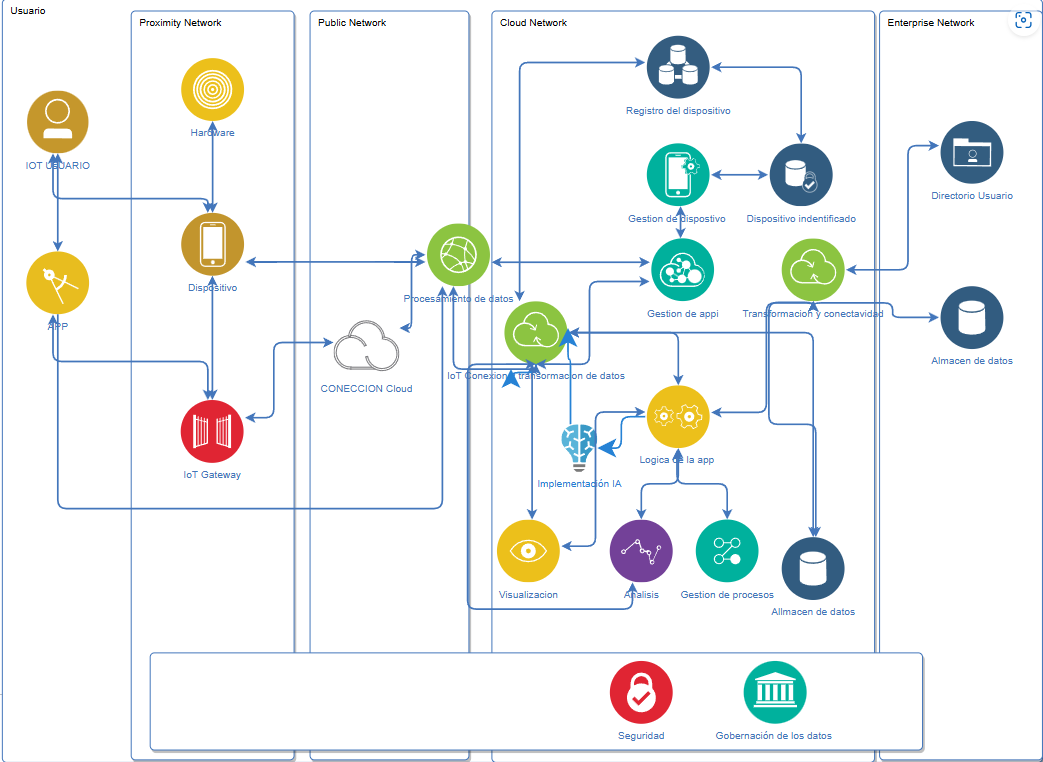 Usuario
Proximity Network
Public Network
Cloud Network
Enterprise Network
Registro del dispositivo
Hardware
IOT USUARIO
Directorio Usuario
Gestion de dispostivo
Dispositivo indentificado
Dispositivo
Procesamiento de datos
Gestion de appi
Transformacion y conectavidad
APP
Almacen de datos
IoT Conexion transormacion de datos
CONECCION Cloud
Logica de la app
IoT Gateway
Implementación IA
Visualizacion
Analisis
Gestion de procesos
Allmacen de datos
Seguridad
Gobernación de los datos